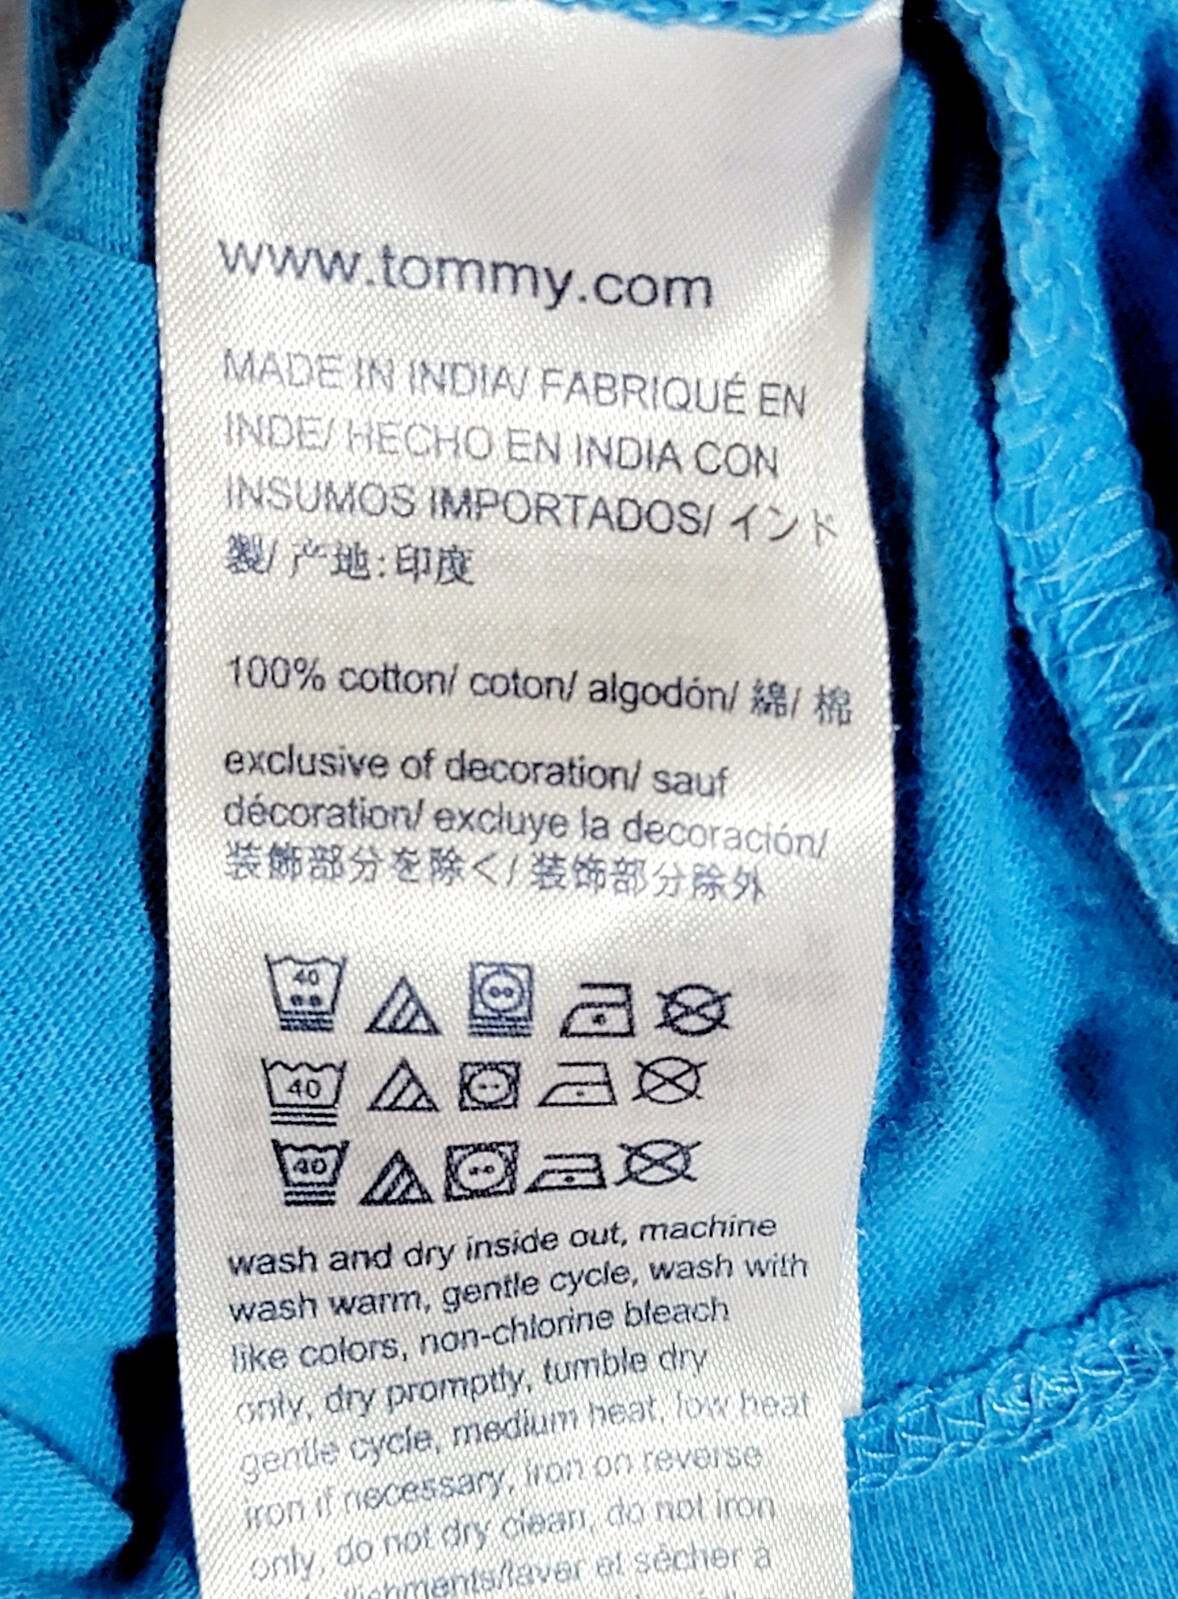 www.tommy.com
MADE IN INDIA/ FABRIQUÉ EN
INDE/ HECHO EN INDIA CON
INSUMOS IMPORTADOS/ インド
製/ 产地:印度
100% cotton/ coton/ algodón/ 綿/ 棉
exclusive of decoration/ sauf
décoration/ excluye la decoración/
装飾部分を除く/ 装饰部分除外
40
40
40
wash and dry inside out, machine
wash warm, gentle cycle, wash with
like colors, non-chlorine bleach
only, dry promptly, tumble dry
gentle cycle, medium heat, low heat
iron if necessary, iron on reverse
only, do not dry clean, do not iron
/laver et sécher à